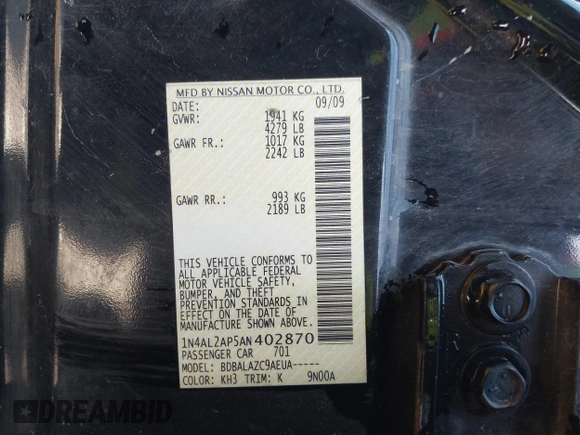 MFD BY NISSAN MOTOR CO., LTD.
DATE: 09/09
GVWR: 1941 KG
4279 LB
GAWR FR.: 1017 KG
2242 LB
GAWR RR.: 993 KG
2189 LB
THIS VEHICLE CONFORMS TO
ALL APPLICABLE FEDERAL
MOTOR VEHICLE SAFETY,
BUMPER, AND THEFT
PREVENTION STANDARDS IN
EFFECT ON THE DATE OF
MANUFACTURE SHOWN ABOVE.
1N4AL2AP5AN402870
PASSENGER CAR 701
MODEL: BDBALAZC9AEUA-----
COLOR: KH3 TRIM: K 9N00A
R
DREAMBID